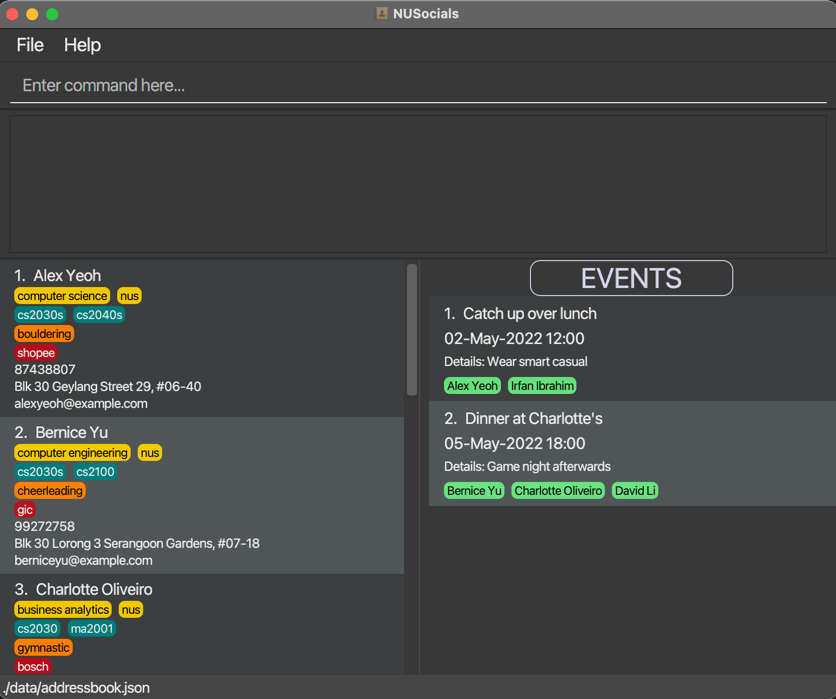 NUSocials
File Help
Enter command here...
1. Alex Yeoh
computer science nus
cs2030s cs2040s
bouldering
shopee
87438807
Blk 30 Geylang Street 29, #06-40
alexyeoh@example.com
2. Bernice Yu
computer engineering nus
cs2030s cs2100
cheerleading
gic
99272758
Blk 30 Lorong 3 Serangoon Gardens, #07-18
berniceyu@example.com
3. Charlotte Oliveiro
business analytics nus
cs2030 ma2001
gymnastic
bosch
EVENTS
1. Catch up over lunch
02-May-2022 12:00
Details: Wear smart casual
Alex Yeoh Irfan Ibrahim
2. Dinner at Charlotte's
05-May-2022 18:00
Details: Game night afterwards
Bernice Yu Charlotte Oliveiro David Li
./data/addressbook.json